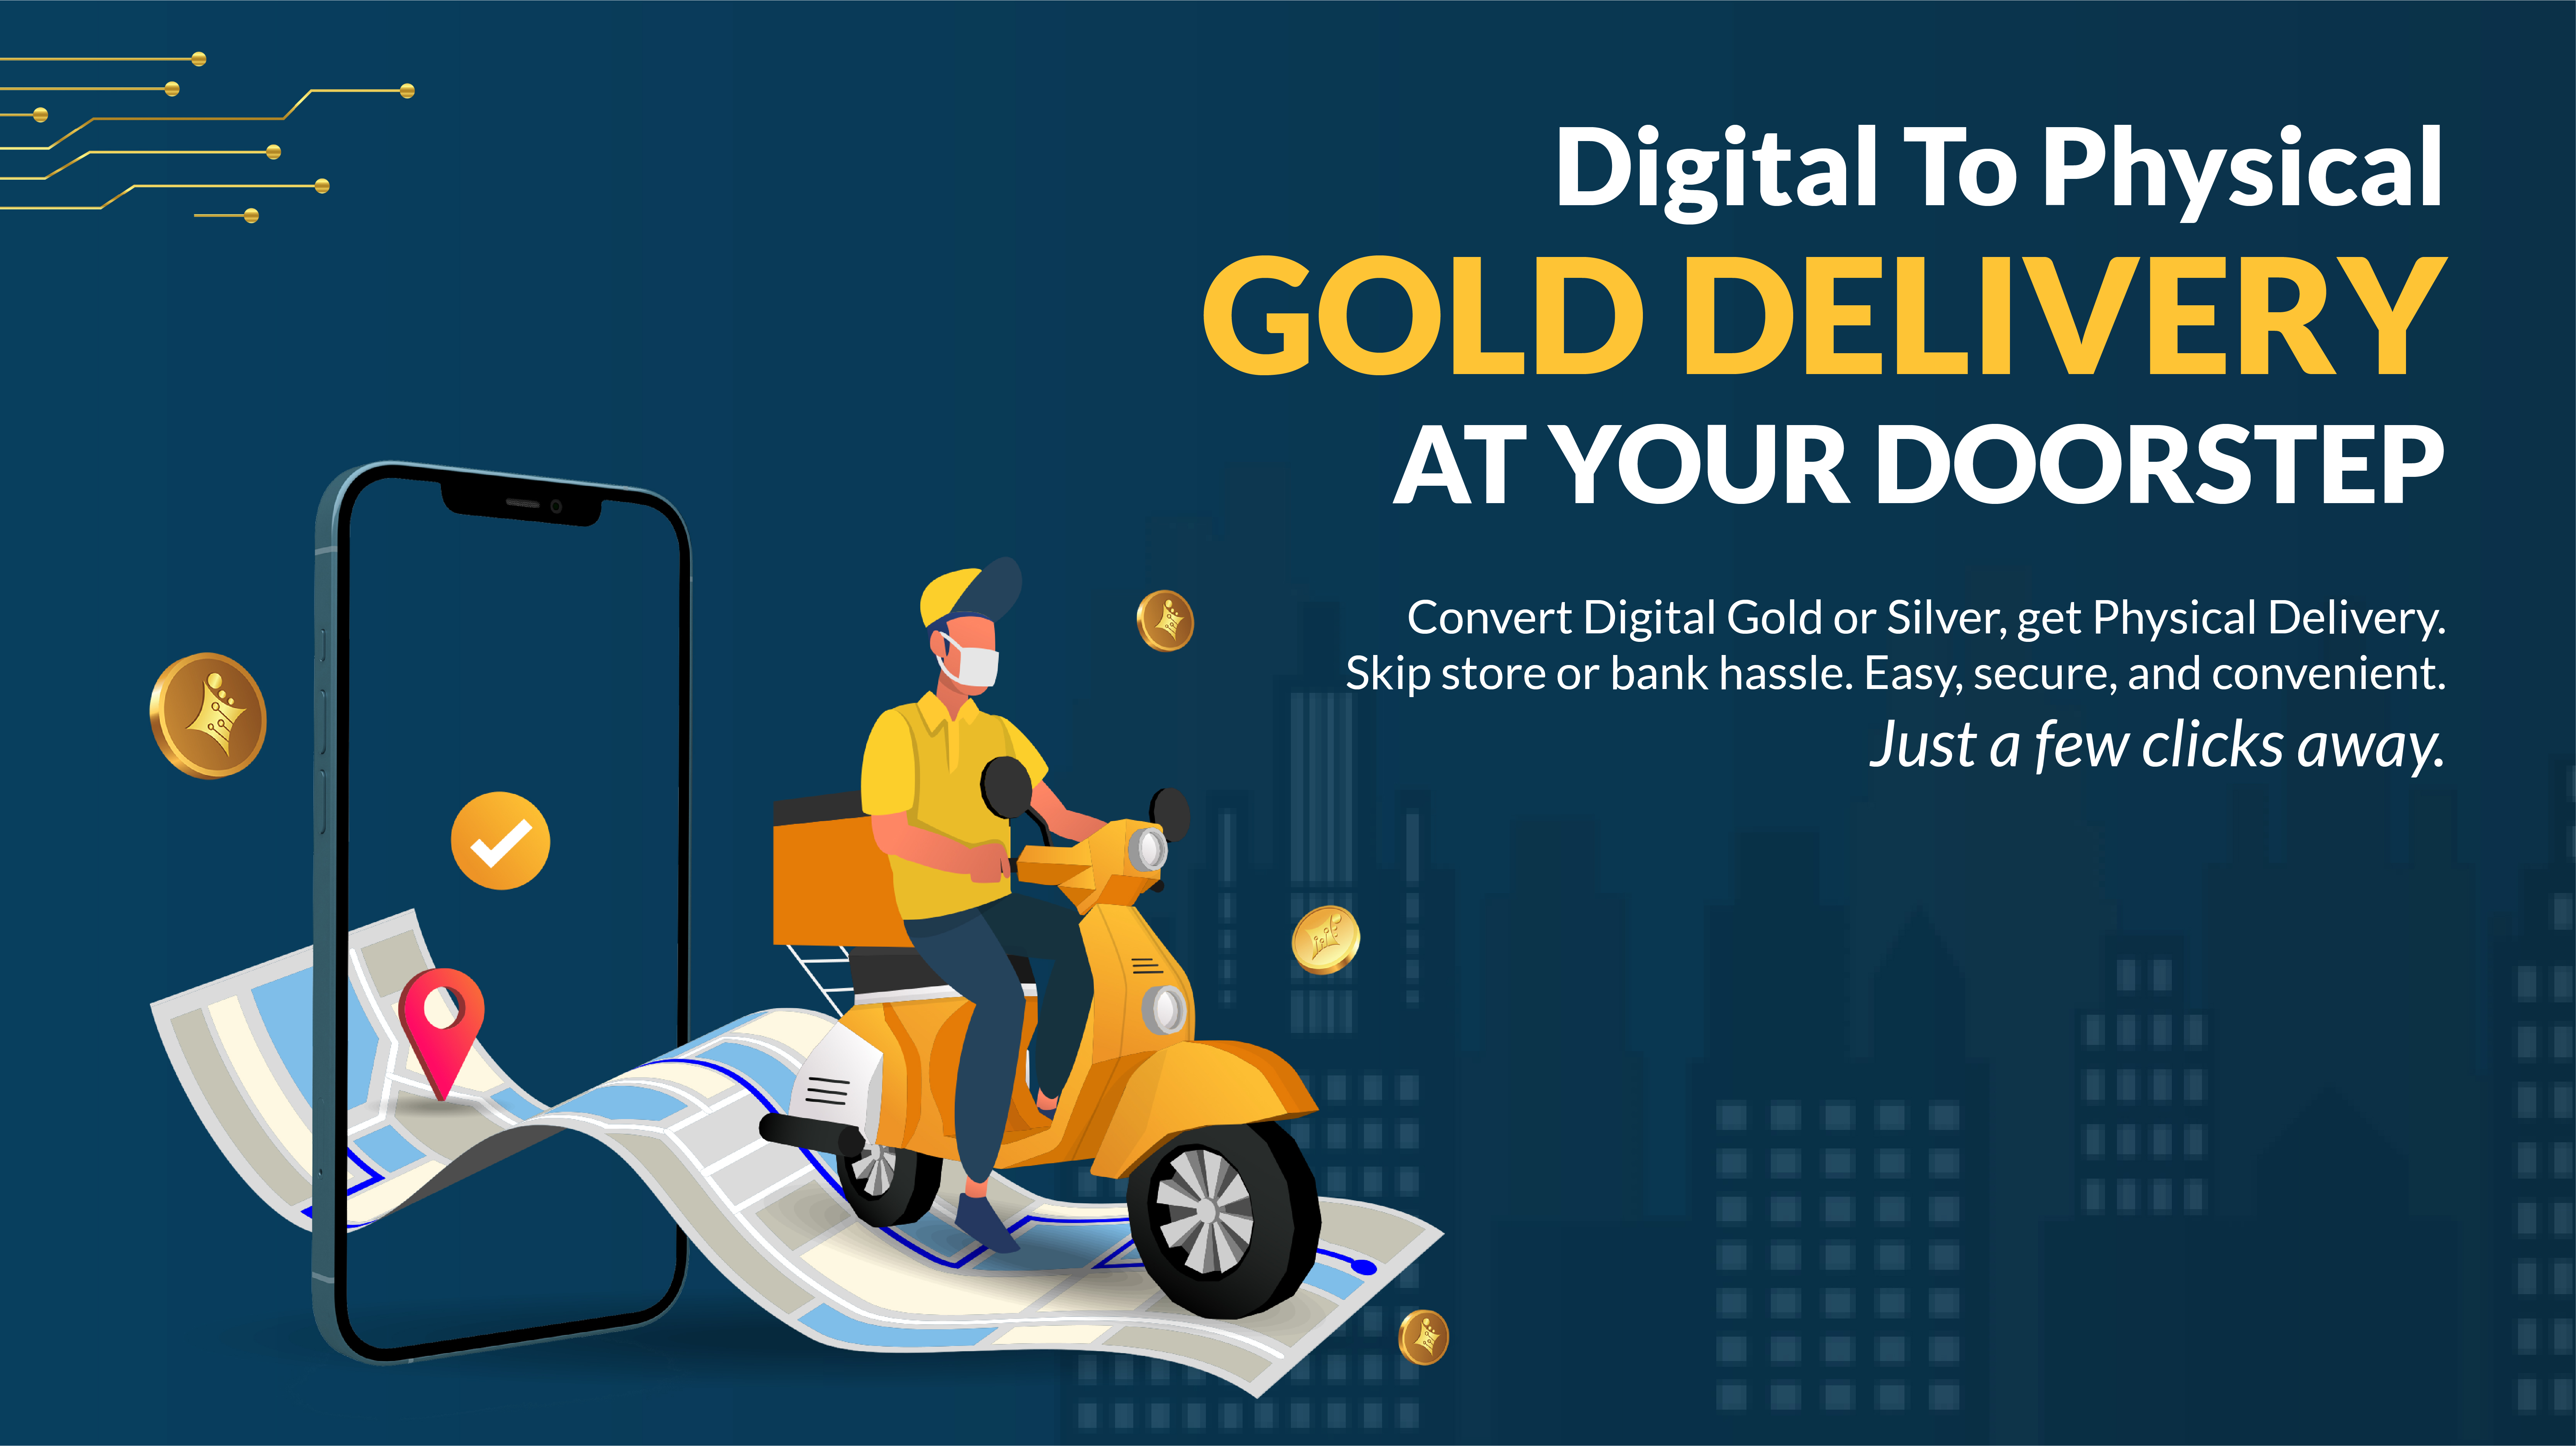 Digital To Physical
GOLD DELIVERY
AT YOUR DOORSTEP
Convert Digital Gold or Silver, get Physical Delivery.
Skip store or bank hassle. Easy, secure, and convenient.
Just a few clicks away.